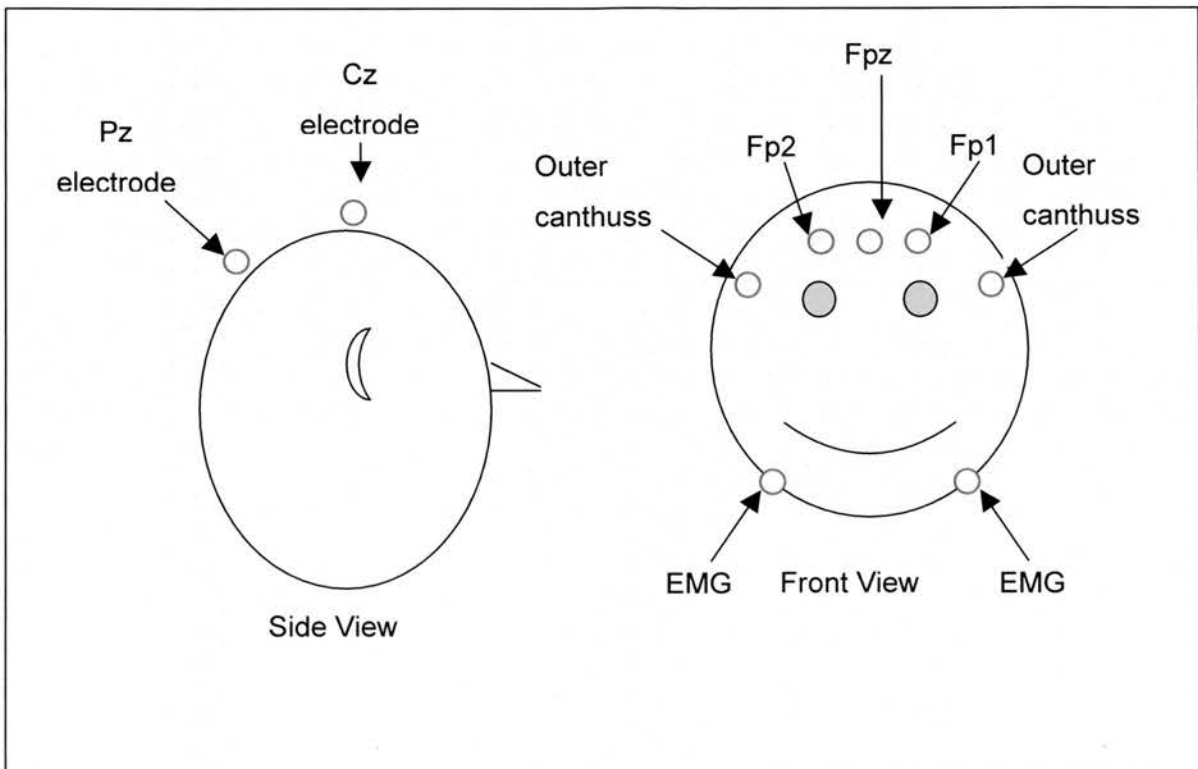 Cz
electrode
Pz
electrode
Side View
Fpz
Fp2
Fp1
Outer
canthuss
Outer
canthuss
EMG
Front View
EMG